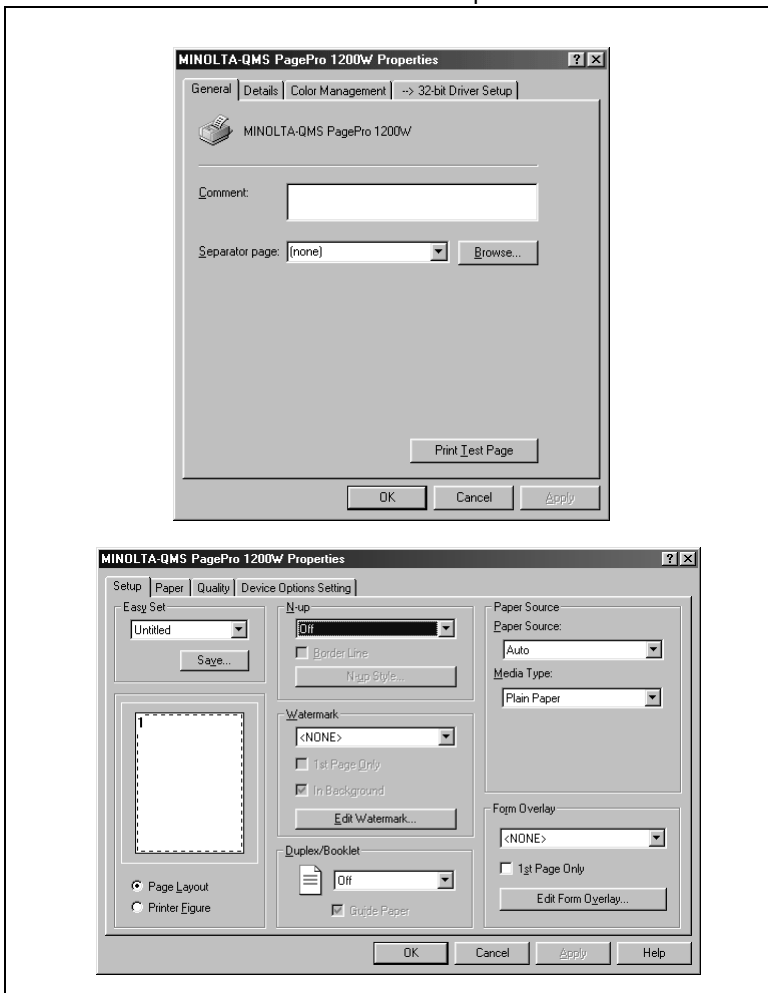 MINOLTA-QMS PagePro 1200W Properties
General Details Color Management --> 32-bit Driver Setup
MINOLTA-QMS PagePro 1200W
Comment:
Separator page: (none) Browse...
Print Test Page
OK Cancel Apply
MINOLTA-QMS PagePro 1200W Properties
Setup Paper Quality Device Options Setting
Easy Set
Untitled
Save...
1
Page Layout
Printer Figure
N-up
Off
Border Line
N-up Style...
Watermark
<NONE>
1st Page Only
In Background
Edit Watermark...
Duplex/Booklet
Off
Guide Paper
Paper Source
Paper Source:
Auto
Media Type:
Plain Paper
Form Overlay
<NONE>
1st Page Only
Edit Form Overlay...
OK Cancel Apply Help